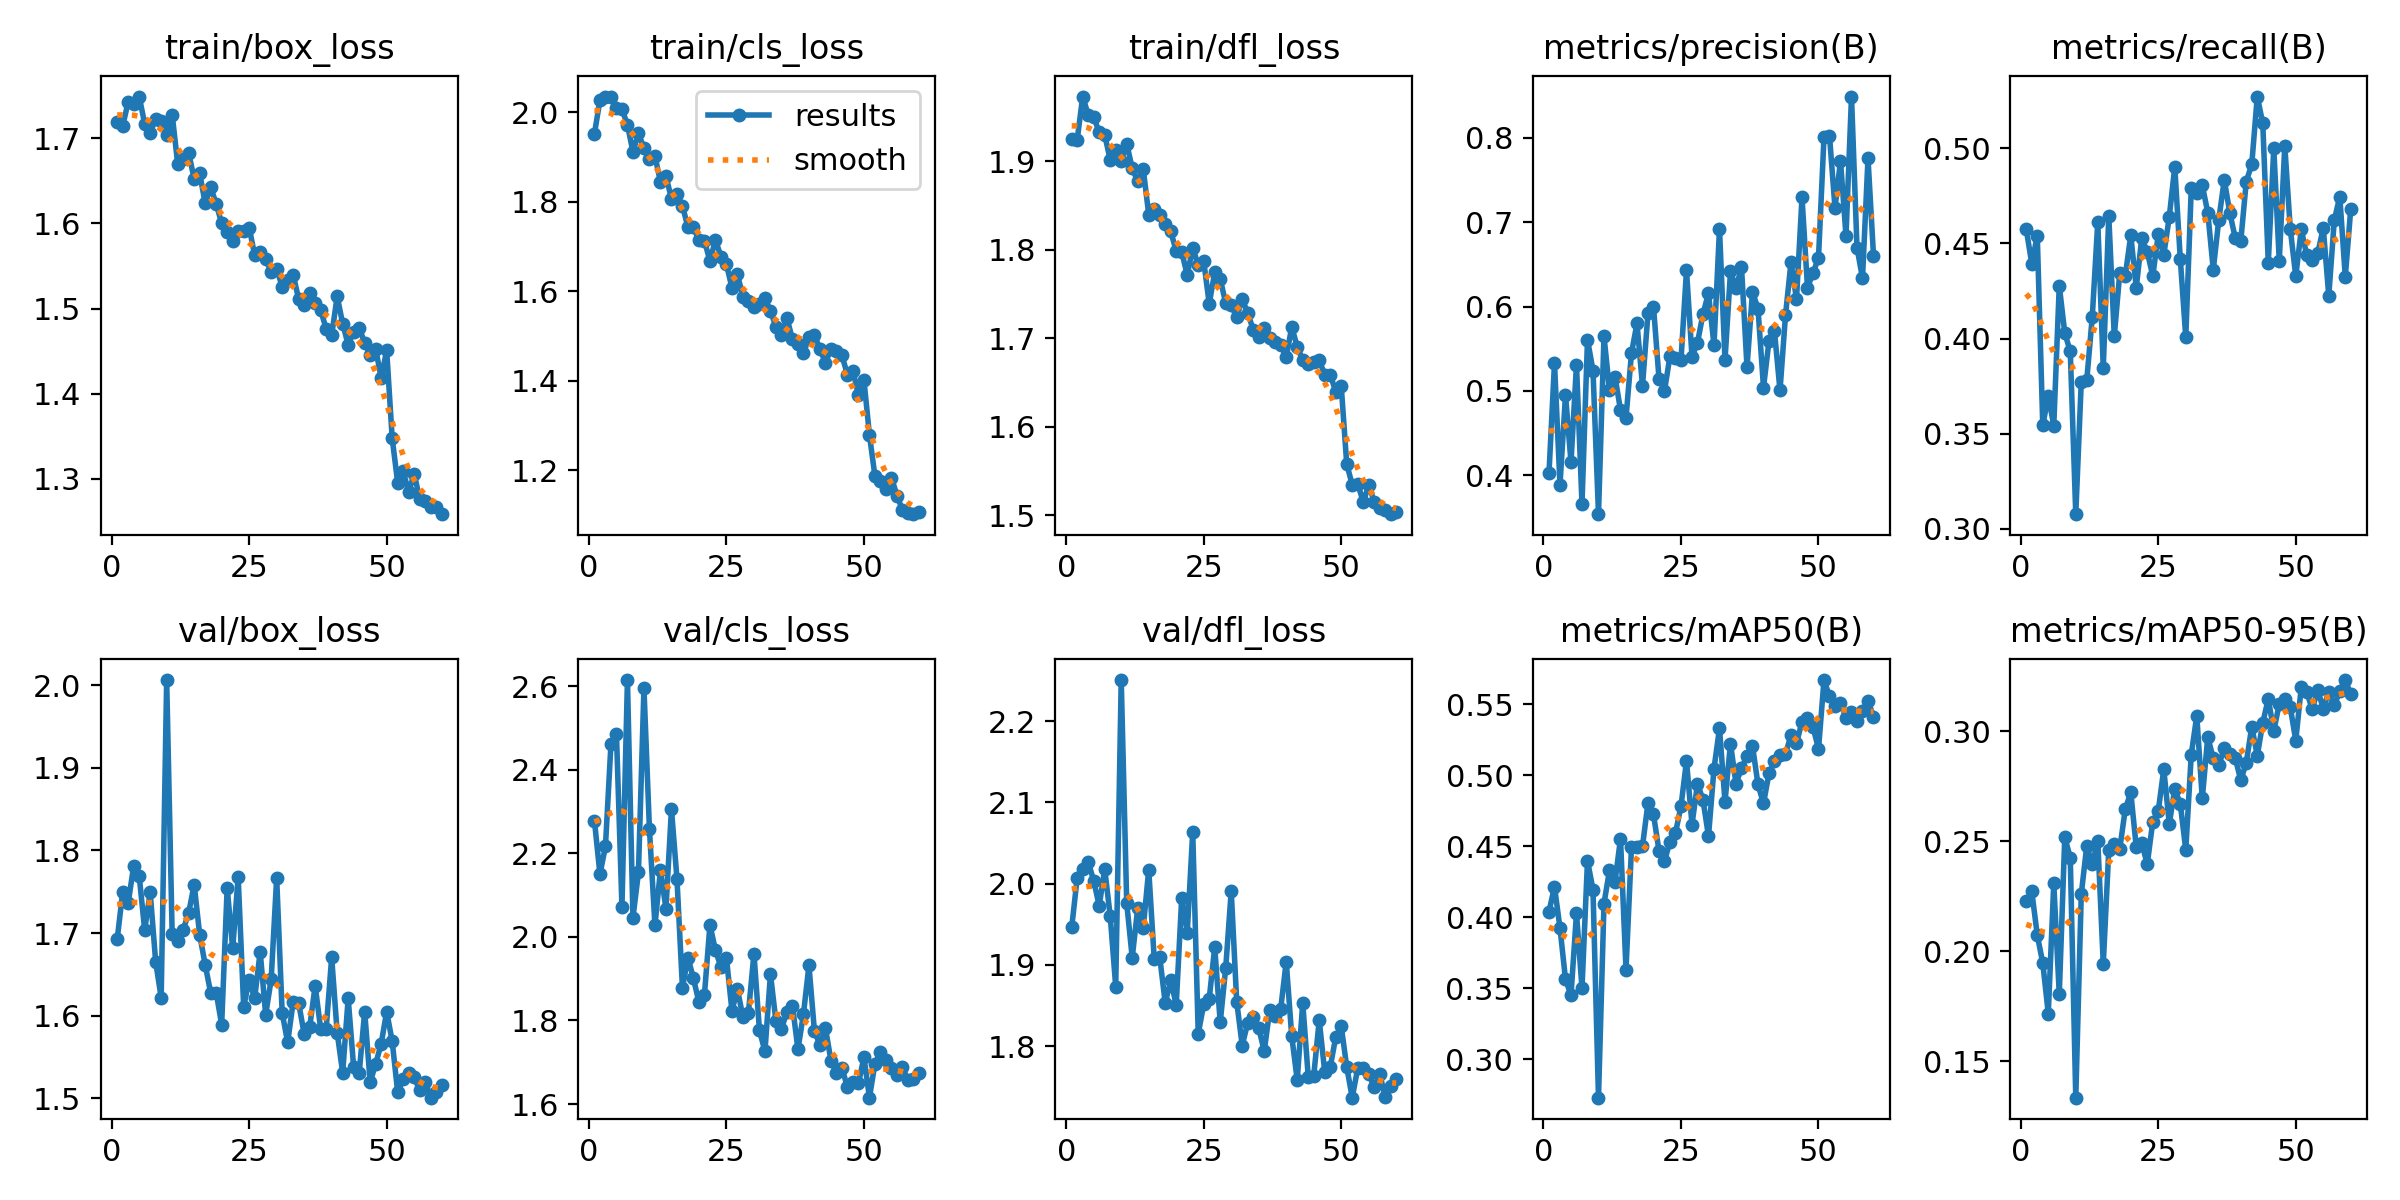 train/box_loss
train/cls_loss
train/dfl_loss
metrics/precision(B)
metrics/recall(B)
1.7
1.6
1.5
1.4
1.3
0 25 50
2.0
1.8
1.6
1.4
1.2
0 25 50
results
smooth
1.9
1.8
1.7
1.6
1.5
0 25 50
0.8
0.7
0.6
0.5
0.4
0 25 50
0.50
0.45
0.40
0.35
0.30
0 25 50
val/box_loss
val/cls_loss
val/dfl_loss
metrics/mAP50(B)
metrics/mAP50-95(B)
2.0
1.9
1.8
1.7
1.6
1.5
0 25 50
2.6
2.4
2.2
2.0
1.8
1.6
0 25 50
2.2
2.1
2.0
1.9
1.8
0 25 50
0.55
0.50
0.45
0.40
0.35
0.30
0 25 50
0.30
0.25
0.20
0.15
0 25 50